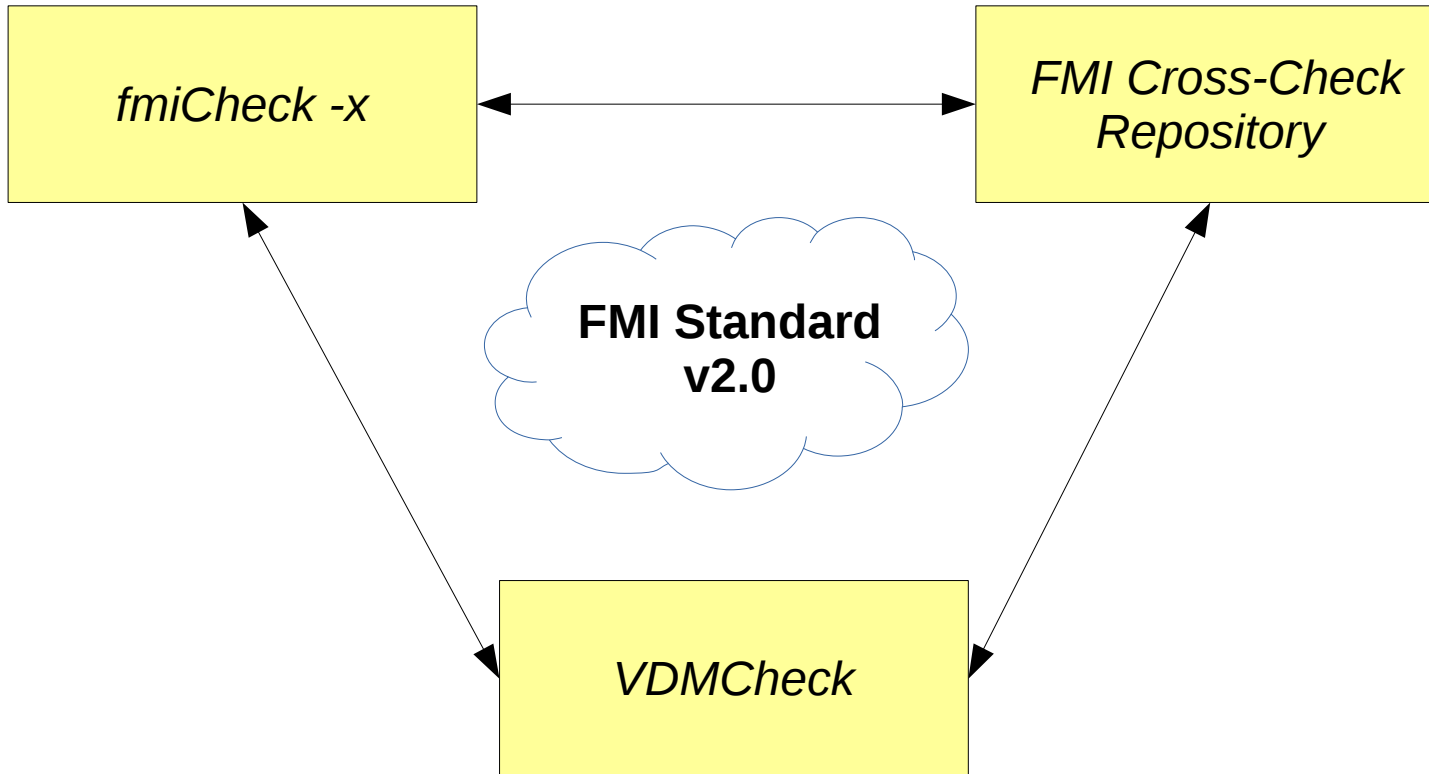 fmiCheck -x
FMI Cross-Check
Repository
FMI Standard
v2.0
VDMCheck